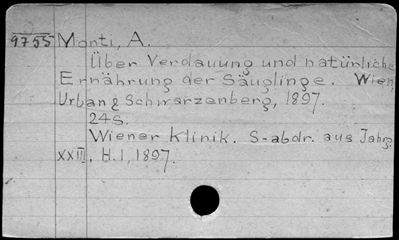 9755 Monti, A.
Über Verdauung und natürliche
Ernährung der Säuglinge. Wien,
Urban & Schwarzenberg, 1897.
24S.
Wiener Klinik. S-abdr. aus Jahrg.
XXIII, H. 1, 1897.